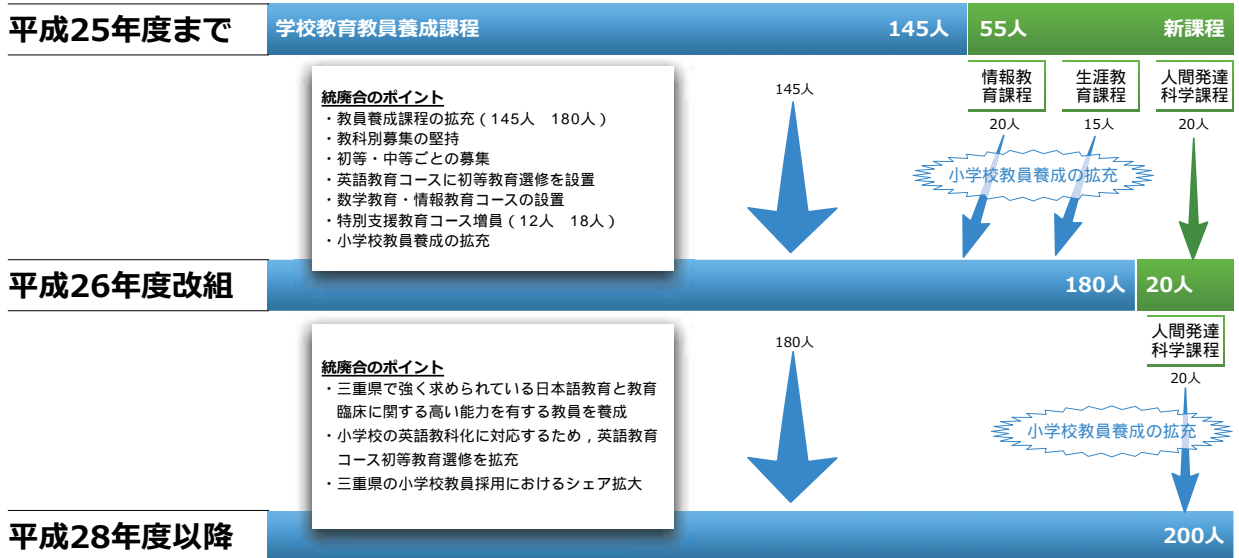 平成25年度まで
学校教育教員養成課程
145人
55人
新課程
統廃合のポイント
・教員養成課程の拡充(145人 180人)
・教科別募集の堅持
・初等・中等ごとの募集
・英語教育コースに初等教育選修を設置
・数学教育・情報教育コースの設置
・特別支援教育コース増員(12人 18人)
・小学校教員養成の拡充
145人
情報教
育課程
20人
生涯教
育課程
15人
人間発達
科学課程
20人
小学校教員養成の拡充
平成26年度改組
180人
20人
統廃合のポイント
・三重県で強く求められている日本語教育と教育
臨床に関する高い能力を有する教員を養成
・小学校の英語教科化に対応するため,英語教育
コース初等教育選修を拡充
・三重県の小学校教員採用におけるシェア拡大
180人
人間発達
科学課程
20人
小学校教員養成の拡充
平成28年度以降
200人